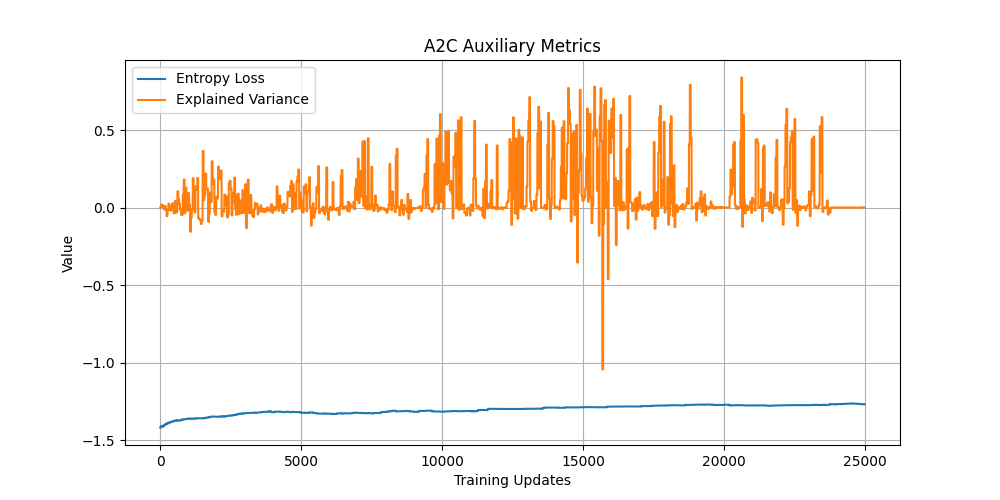 A2C Auxiliary Metrics
Entropy Loss
Explained Variance
Value
0.5
0.0
−0.5
−1.0
−1.5
0
5000
10000
15000
20000
25000
Training Updates